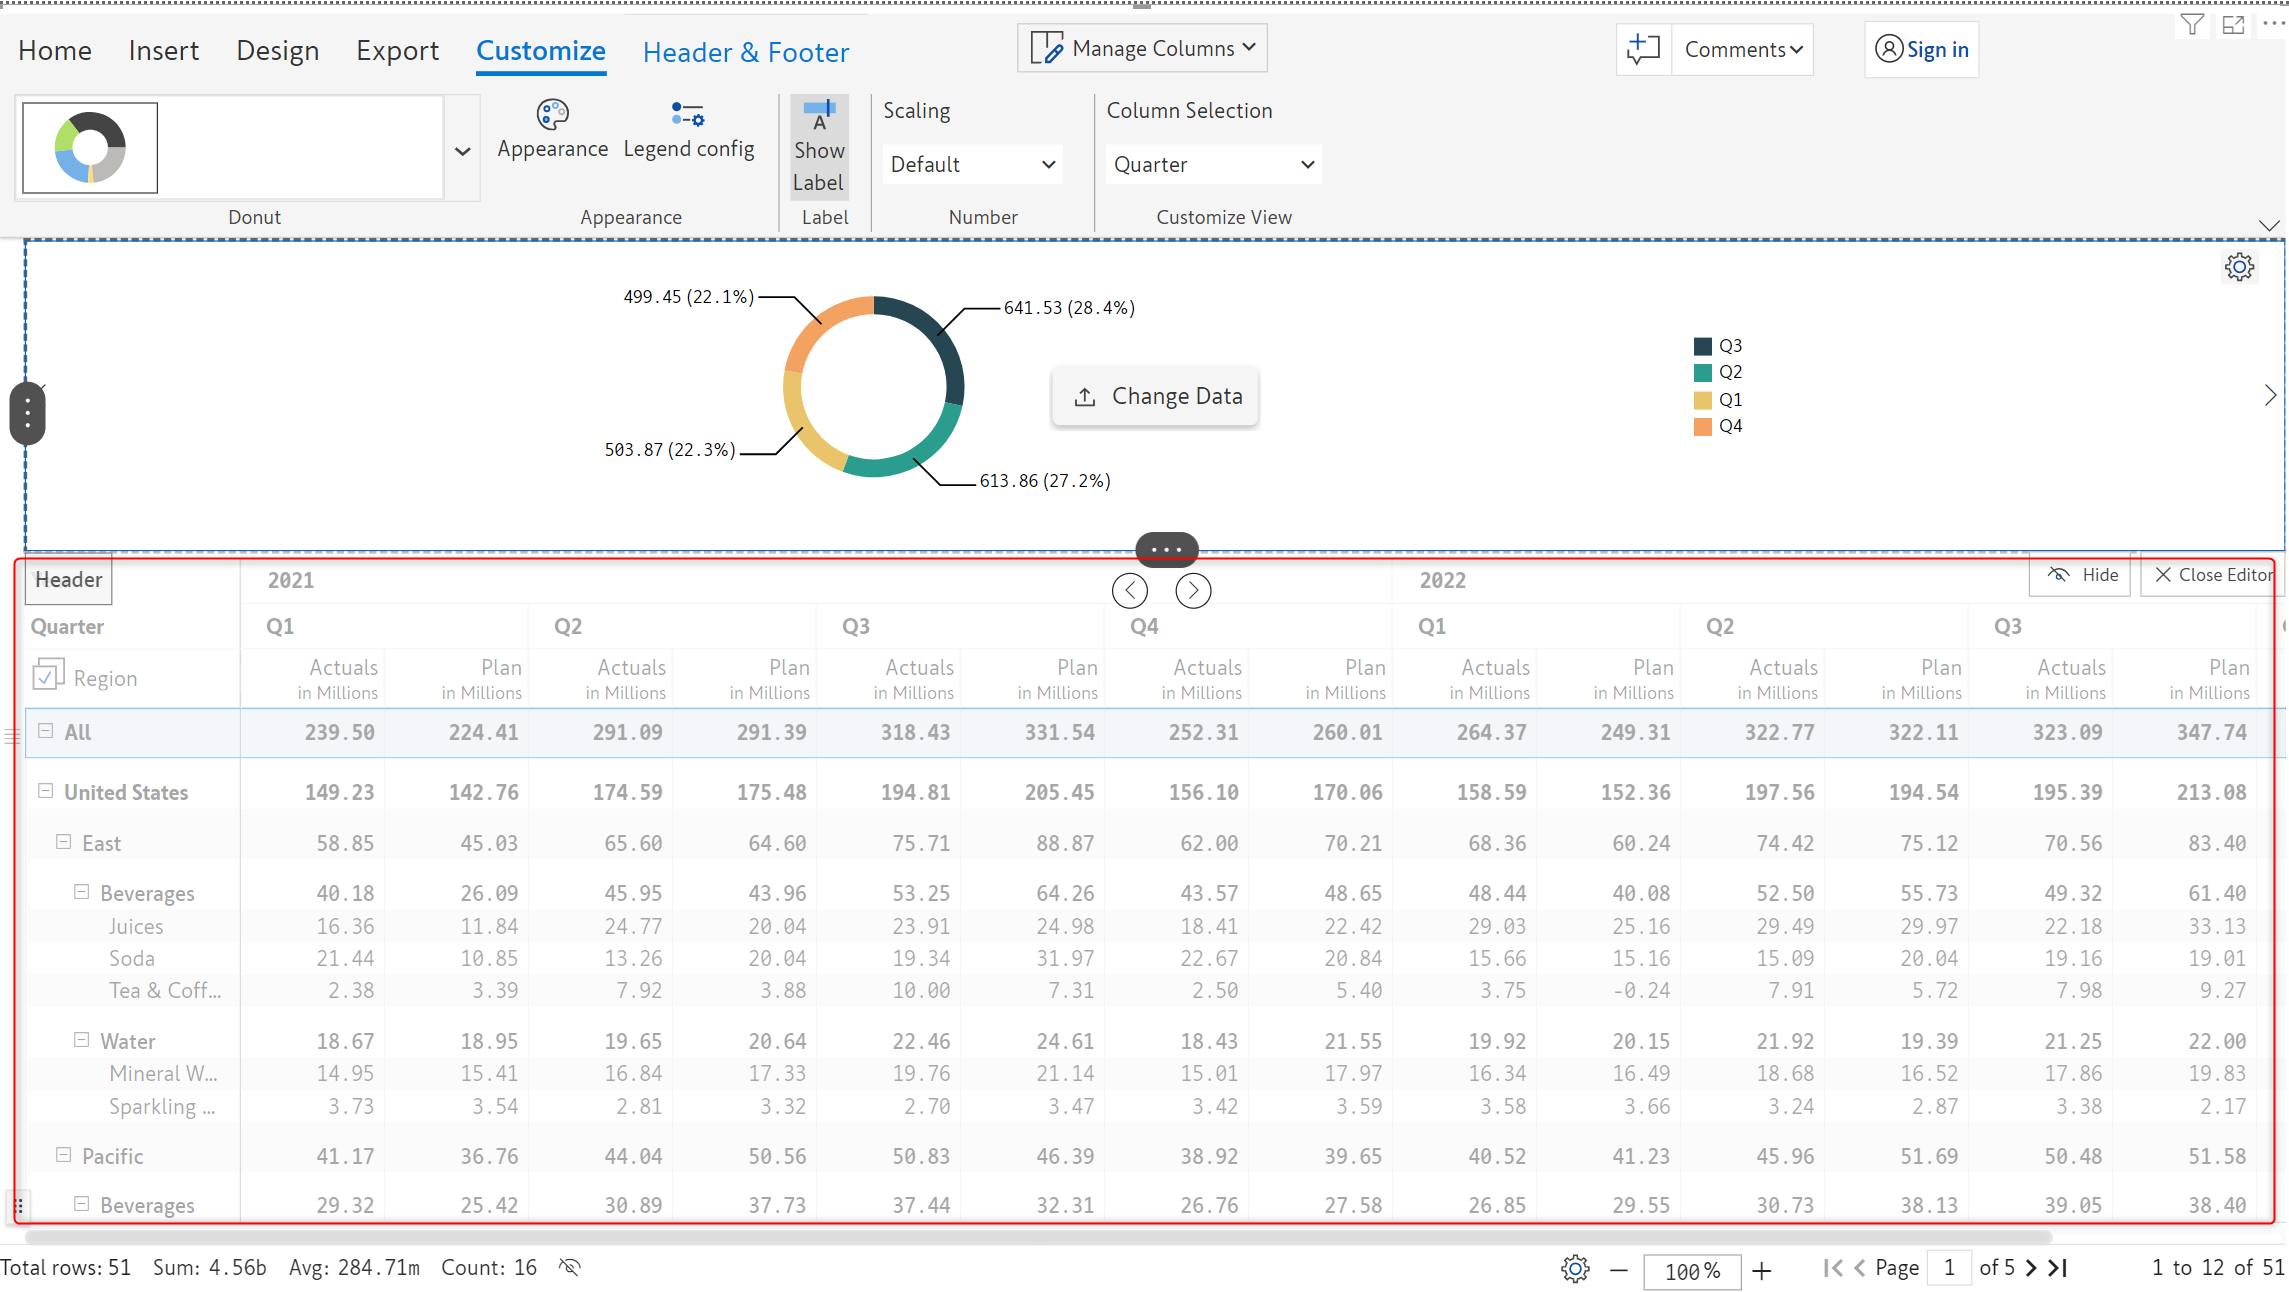 Home Insert Design Export Customize Header & Footer Manage Columns Comments Sign in
Appearance Legend config Show Label Scaling Default Column Selection Quarter
Donut Appearance Label Number Customize View
499.45 (22.1%)
641.53 (28.4%)
503.87 (22.3%)
613.86 (27.2%)
Change Data
Q3
Q2
Q1
Q4
Header 2021 2022 Hide Close Editor
Quarter Q1 Q2 Q3 Q4 Q1 Q2 Q3
Region Actuals Plan Actuals Plan Actuals Plan Actuals Plan Actuals Plan Actuals Plan Actuals Plan
in Millions in Millions in Millions in Millions in Millions in Millions in Millions in Millions in Millions in Millions in Millions in Millions in Millions in Millions
All 239.50 224.41 291.09 291.39 318.43 331.54 252.31 260.01 264.37 249.31 322.77 322.11 323.09 347.74
United States 149.23 142.76 174.59 175.48 194.81 205.45 156.10 170.06 158.59 152.36 197.56 194.54 195.39 213.08
East 58.85 45.03 65.60 64.60 75.71 88.87 62.00 70.21 68.36 60.24 74.42 75.12 70.56 83.40
Beverages 40.18 26.09 45.95 43.96 53.25 64.26 43.57 48.65 48.44 40.08 52.50 55.73 49.32 61.40
Juices 16.36 11.84 24.77 20.04 23.91 24.98 18.41 22.42 29.03 25.16 29.49 29.97 22.18 33.13
Soda 21.44 10.85 13.26 20.04 19.34 31.97 22.67 20.84 15.66 15.16 15.09 20.04 19.16 19.01
Tea & Coff... 2.38 3.39 7.92 3.88 10.00 7.31 2.50 5.40 3.75 -0.24 7.91 5.72 7.98 9.27
Water 18.67 18.95 19.65 20.64 22.46 24.61 18.43 21.55 19.92 20.15 21.92 19.39 21.25 22.00
Mineral W... 14.95 15.41 16.84 17.33 19.76 21.14 15.01 17.97 16.34 16.49 18.68 16.52 17.86 19.83
Sparkling ... 3.73 3.54 2.81 3.32 2.70 3.47 3.42 3.59 3.58 3.66 3.24 2.87 3.38 2.17
Pacific 41.17 36.76 44.04 50.56 50.83 46.39 38.92 39.65 40.52 41.23 45.96 51.69 50.48 51.58
Beverages 29.32 25.42 30.89 37.73 37.44 32.31 26.76 27.58 26.85 29.55 30.73 38.13 39.05 38.40
Total rows: 51 Sum: 4.56b Avg: 284.71m Count: 16 100% Page 1 of 5 1 to 12 of 51